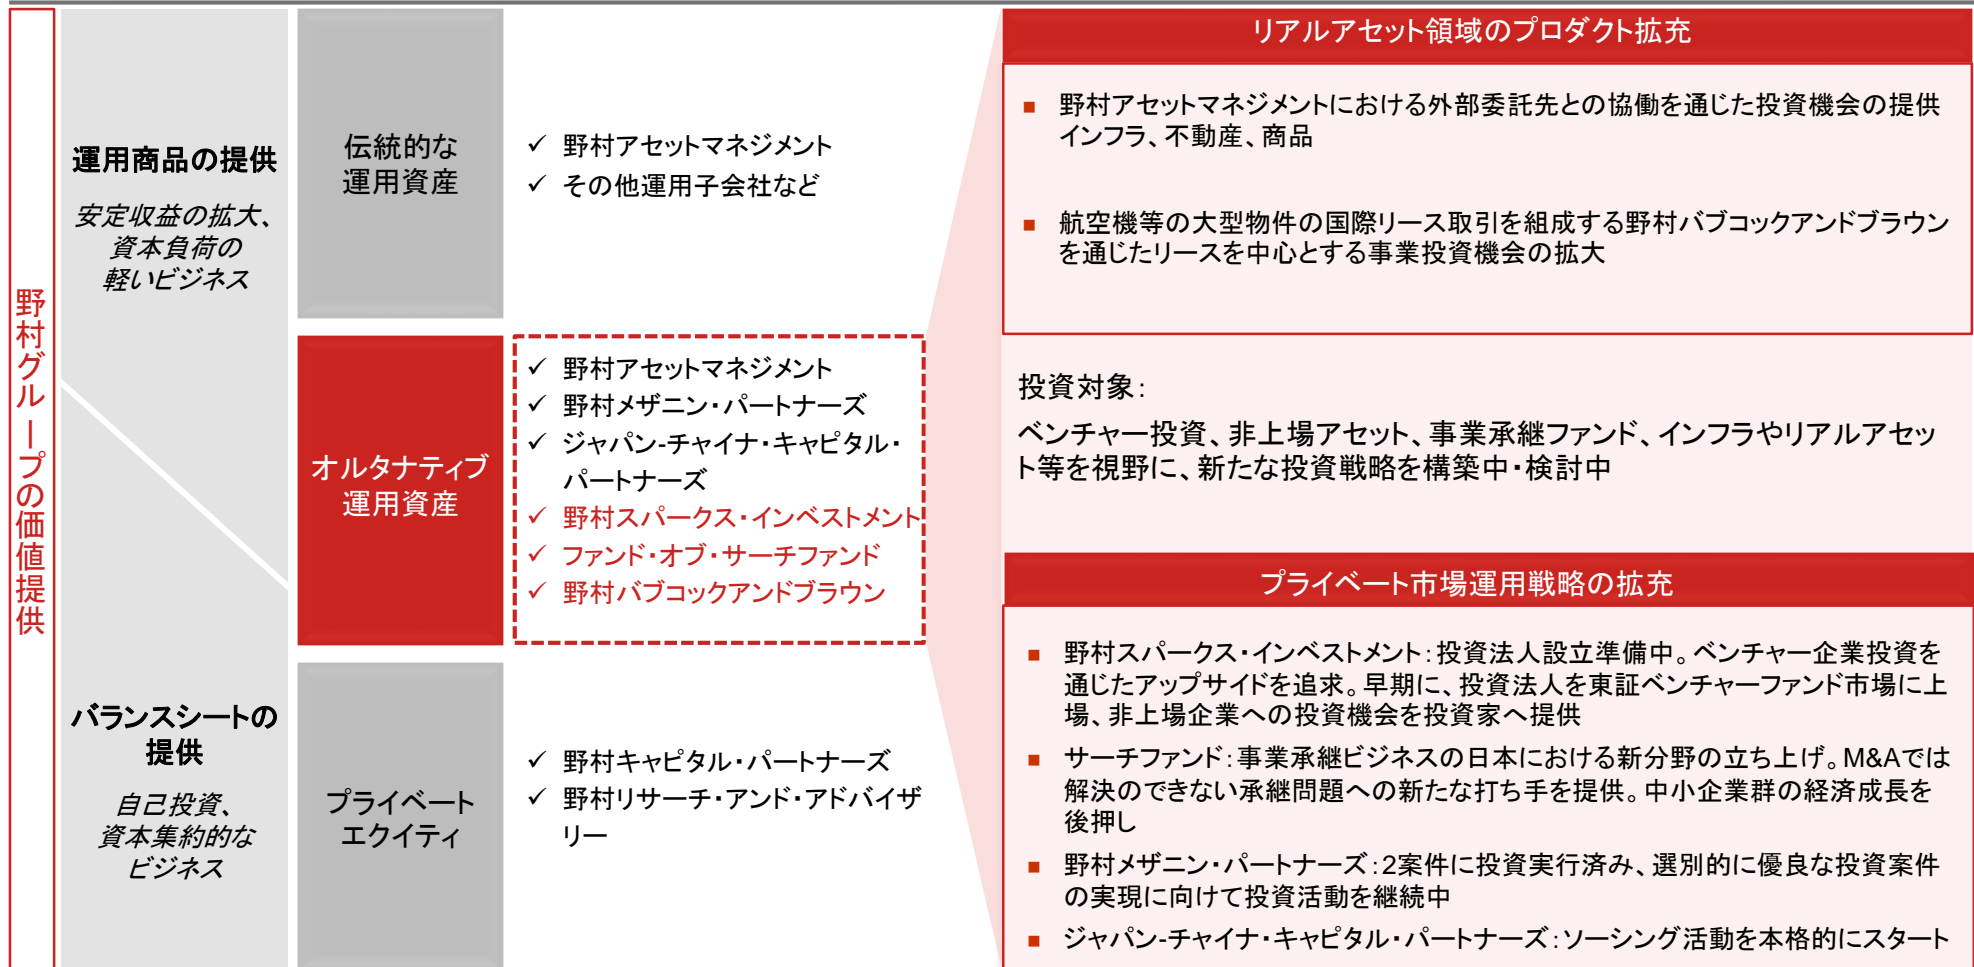 野村グループの価値提供
運用商品の提供
安定収益の拡大、
資本負荷の
軽いビジネス
バランスシートの
提供
自己投資、
資本集約的な
ビジネス
伝統的な
運用資産
✓ 野村アセットマネジメント
✓ その他運用子会社など
オルタナティブ
運用資産
✓ 野村アセットマネジメント
✓ 野村メザニン・パートナーズ
✓ ジャパン-チャイナ・キャピタル・
パートナーズ
✓ 野村スパークス・インベストメント
✓ ファンド・オブ・サーチファンド
✓ 野村バブコックアンドブラウン
プライベート
エクイティ
✓ 野村キャピタル・パートナーズ
✓ 野村リサーチ・アンド・アドバイザ
リー
リアルアセット領域のプロダクト拡充
■ 野村アセットマネジメントにおける外部委託先との協働を通じた投資機会の提供
インフラ、不動産、商品
■ 航空機等の大型物件の国際リース取引を組成する野村バブコックアンドブラウン
を通じたリースを中心とする事業投資機会の拡大
投資対象:
ベンチャー投資、非上場アセット、事業承継ファンド、インフラやリアルアセッ
ト等を視野に、新たな投資戦略を構築中・検討中
プライベート市場運用戦略の拡充
■ 野村スパークス・インベストメント:投資法人設立準備中。ベンチャー企業投資を
通じたアップサイドを追求。早期に、投資法人を東証ベンチャーファンド市場に上
場、非上場企業への投資機会を投資家へ提供
■ サーチファンド:事業承継ビジネスの日本における新分野の立ち上げ。M&Aでは
解決のできない承継問題への新たな打ち手を提供。中小企業群の経済成長を
後押し
■ 野村メザニン・パートナーズ:2案件に投資実行済み、選別的に優良な投資案件
の実現に向けて投資活動を継続中
■ ジャパン-チャイナ・キャピタル・パートナーズ:ソーシング活動を本格的にスタート